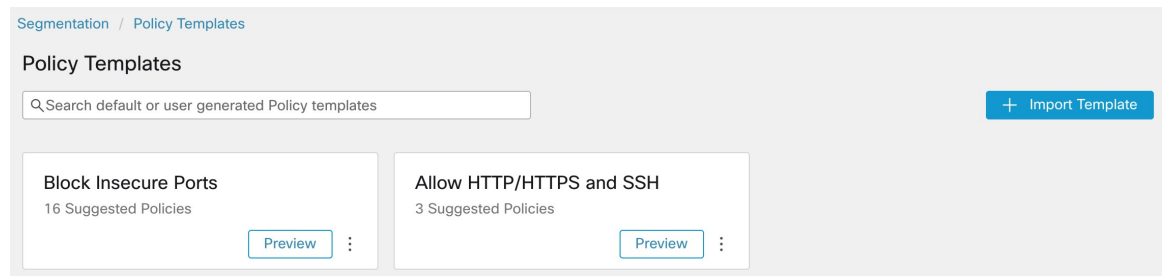 Segmentation / Policy Templates
Policy Templates
Search default or user generated Policy templates
+ Import Template
Block Insecure Ports
16 Suggested Policies
Preview
Allow HTTP/HTTPS and SSH
3 Suggested Policies
Preview